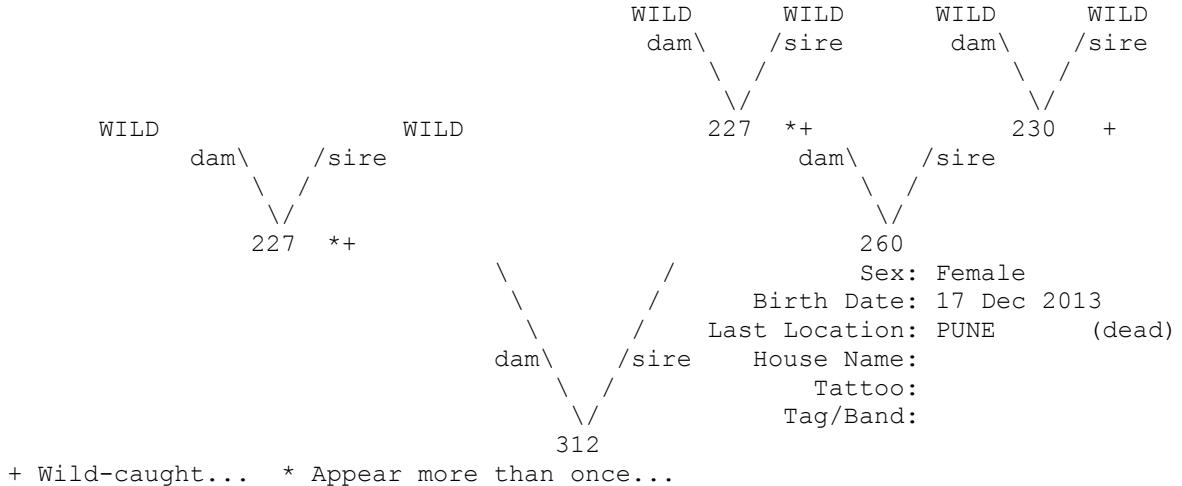 WILD WILD WILD WILD
dam\ /sire dam\ /sire
\ / \ /
\/ \/
WILD WILD 227 *+ 230 +
dam\ /sire dam\ /sire
\ / \ /
\/ \/
227 *+ 260
\ / Sex: Female
\ / Birth Date: 17 Dec 2013
\ / Last Location: PUNE (dead)
dam\ /sire House Name:
\ / Tattoo:
\/ Tag/Band:
312
+ Wild-caught... * Appear more than once...